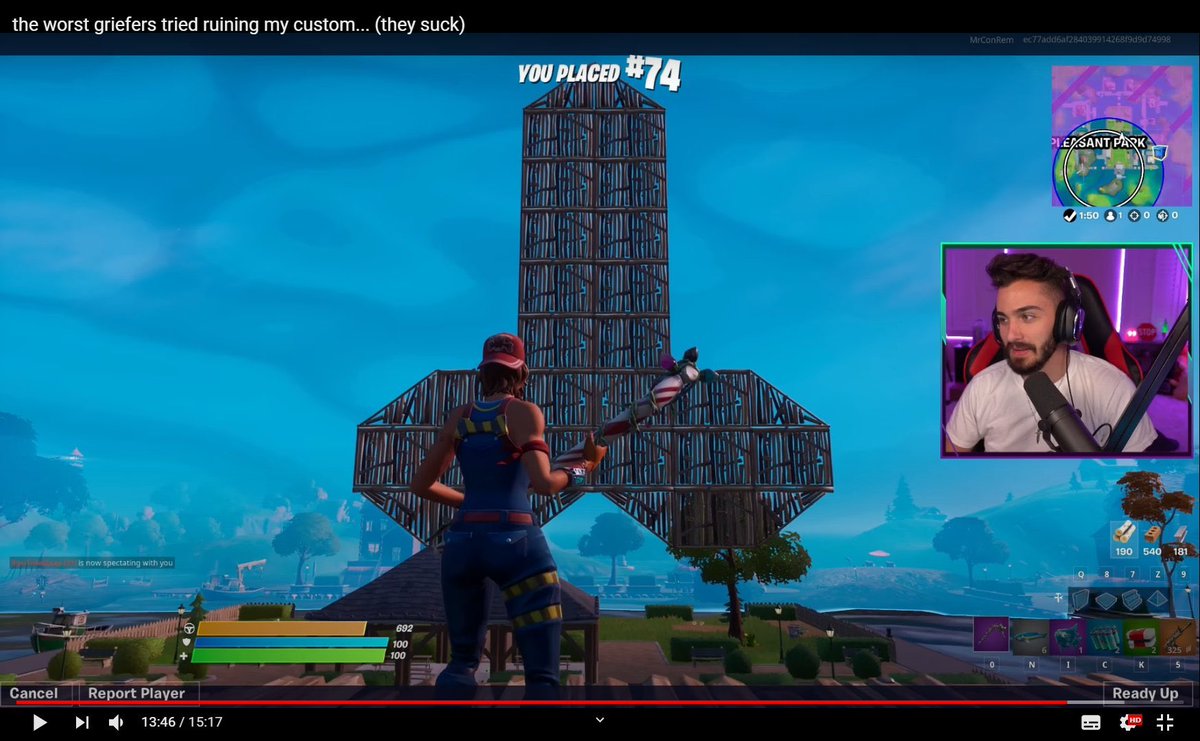 the worst griefers tried ruining my custom... (they suck)
MrConRem ec77add6af284039914268f9d9d74998
YOU PLACED #74
PLEASANT PARK
1:50 1 0 0
STOP
190 540 181
is now spectating with you
Q 8 7 Z 9
692
100
100
6 1 2 2 325
0 N I C K 5
Cancel Report Player Ready Up
13:46 / 15:17
HD